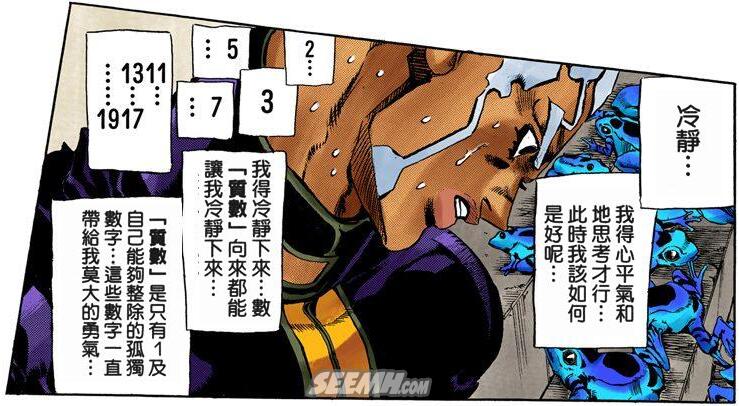 冷靜…
我得心平氣和
地思考才行…
此時我該如何
是好呢…
我得冷靜下來…數
「質數」向來都能
讓我冷靜下來…
2…
3
5
…
7
…
11…
13…17
…19
「質數」是只有1及
自己能夠整除的孤獨
數字…這些數字一直
帶給我莫大的勇氣…
SEEMH.COM